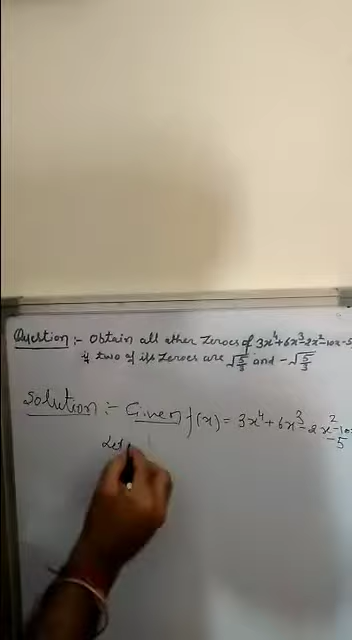 Question :- Obtain all other zeroes of 3x⁴+6x³-2x²-10x-5
if two of its zeroes are √5/3 and -√5/3
Solution :- Given f(x) = 3x⁴+6x³-2x²-10x
-5
Let